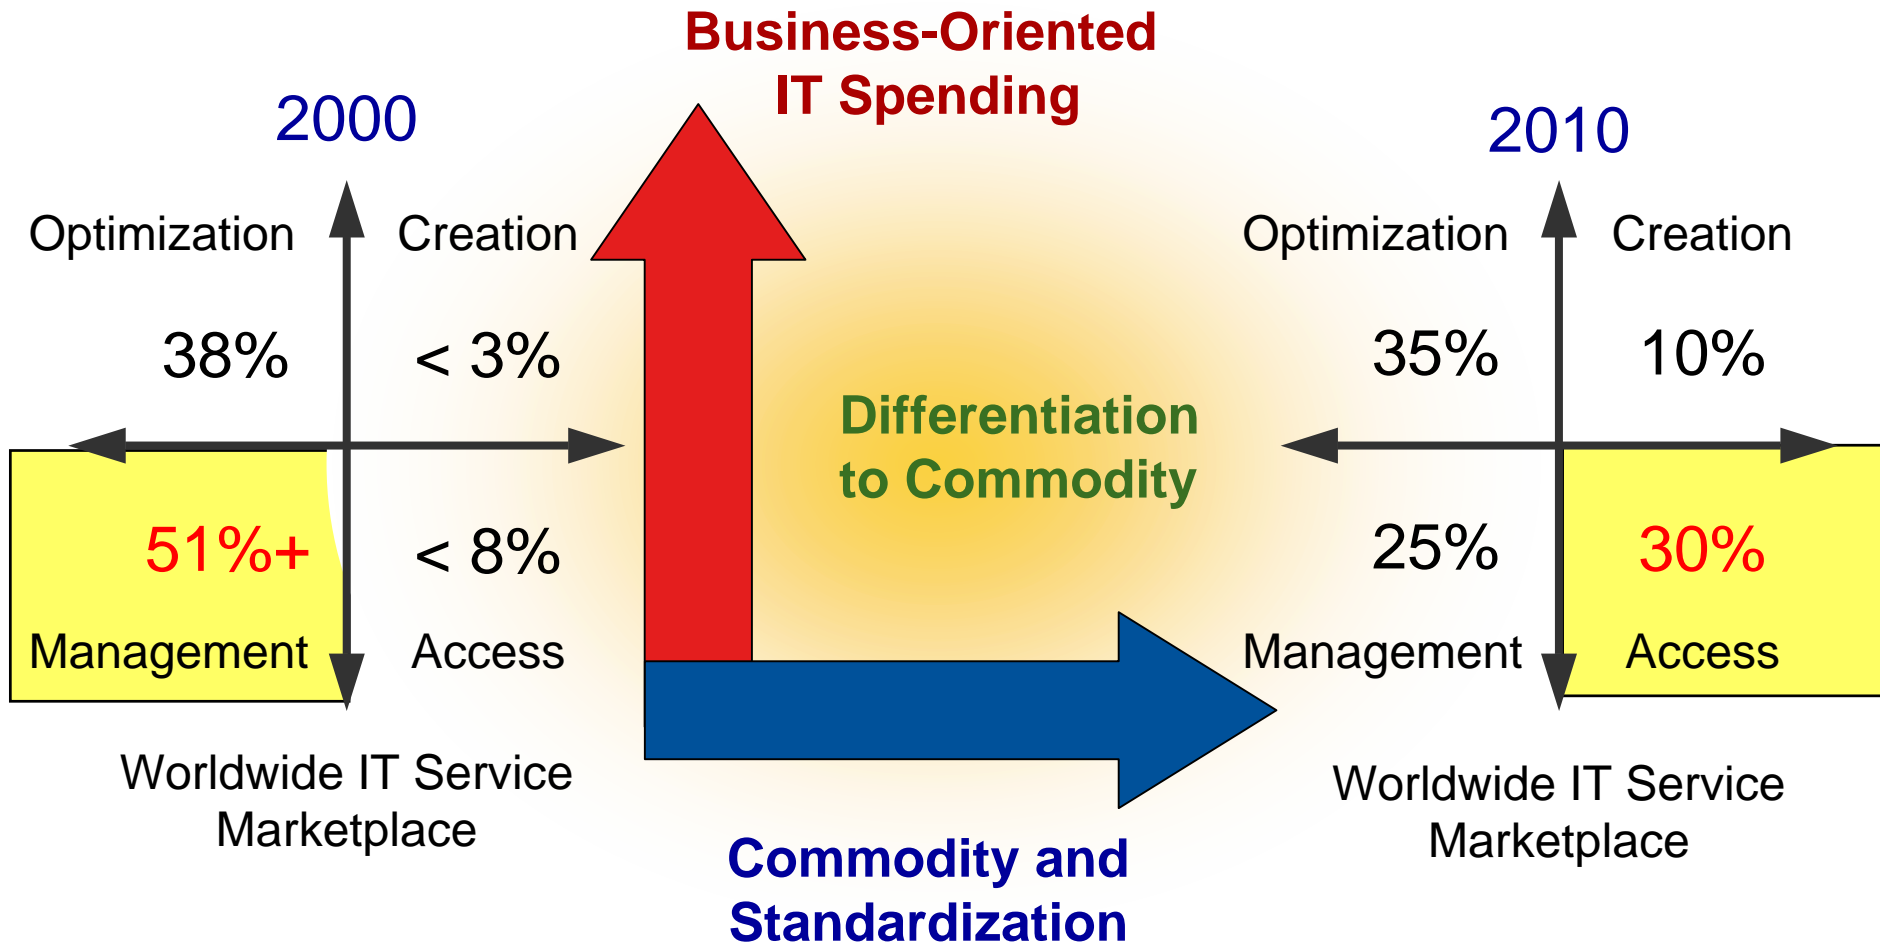 Business-Oriented
IT Spending
2000
Optimization
Creation
38%
< 3%
51%+
< 8%
Management
Access
Worldwide IT Service
Marketplace
Differentiation
to Commodity
Commodity and
Standardization
2010
Optimization
Creation
35%
10%
25%
30%
Management
Access
Worldwide IT Service
Marketplace